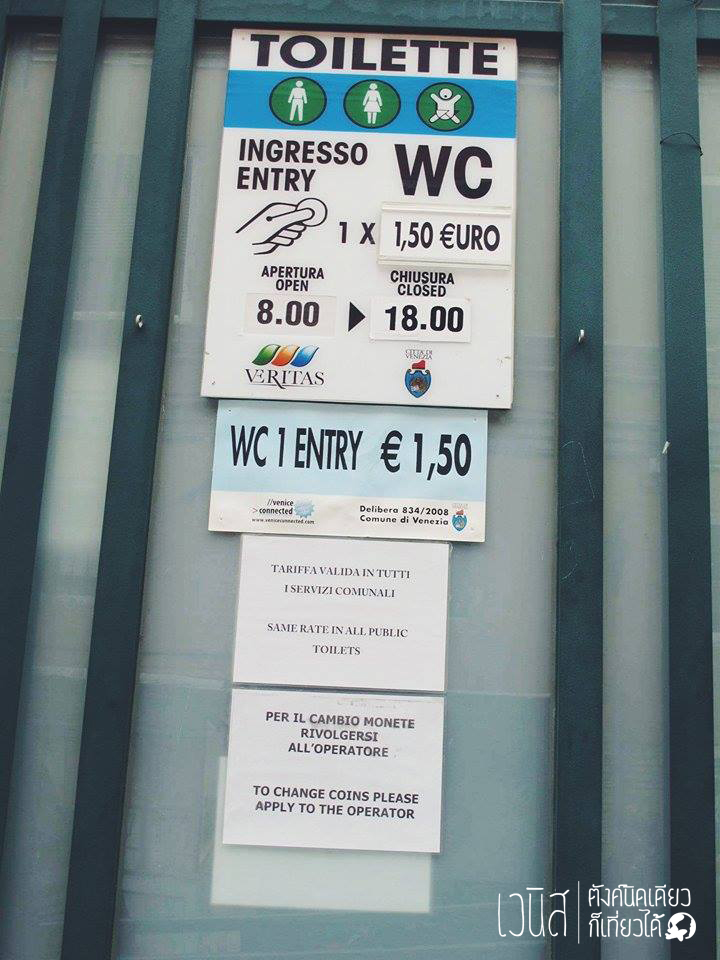 TOILETTE
INGRESSO
ENTRY
WC
1 X 1,50 €URO
APERTURA
OPEN
8.00
CHIUSURA
CLOSED
18.00
VERITAS
CITTA' DI
VENEZIA
WC 1 ENTRY € 1,50
//venice
>connected
www.veniceconnected.com
Delibera 834/2008
Comune di Venezia
TARIFFA VALIDA IN TUTTI
I SERVIZI COMUNALI
SAME RATE IN ALL PUBLIC
TOILETS
PER IL CAMBIO MONETE
RIVOLGERSI
ALL'OPERATORE
TO CHANGE COINS PLEASE
APPLY TO THE OPERATOR
เวนิส
ตังค์นิดเดียว
ก็เที่ยวได้